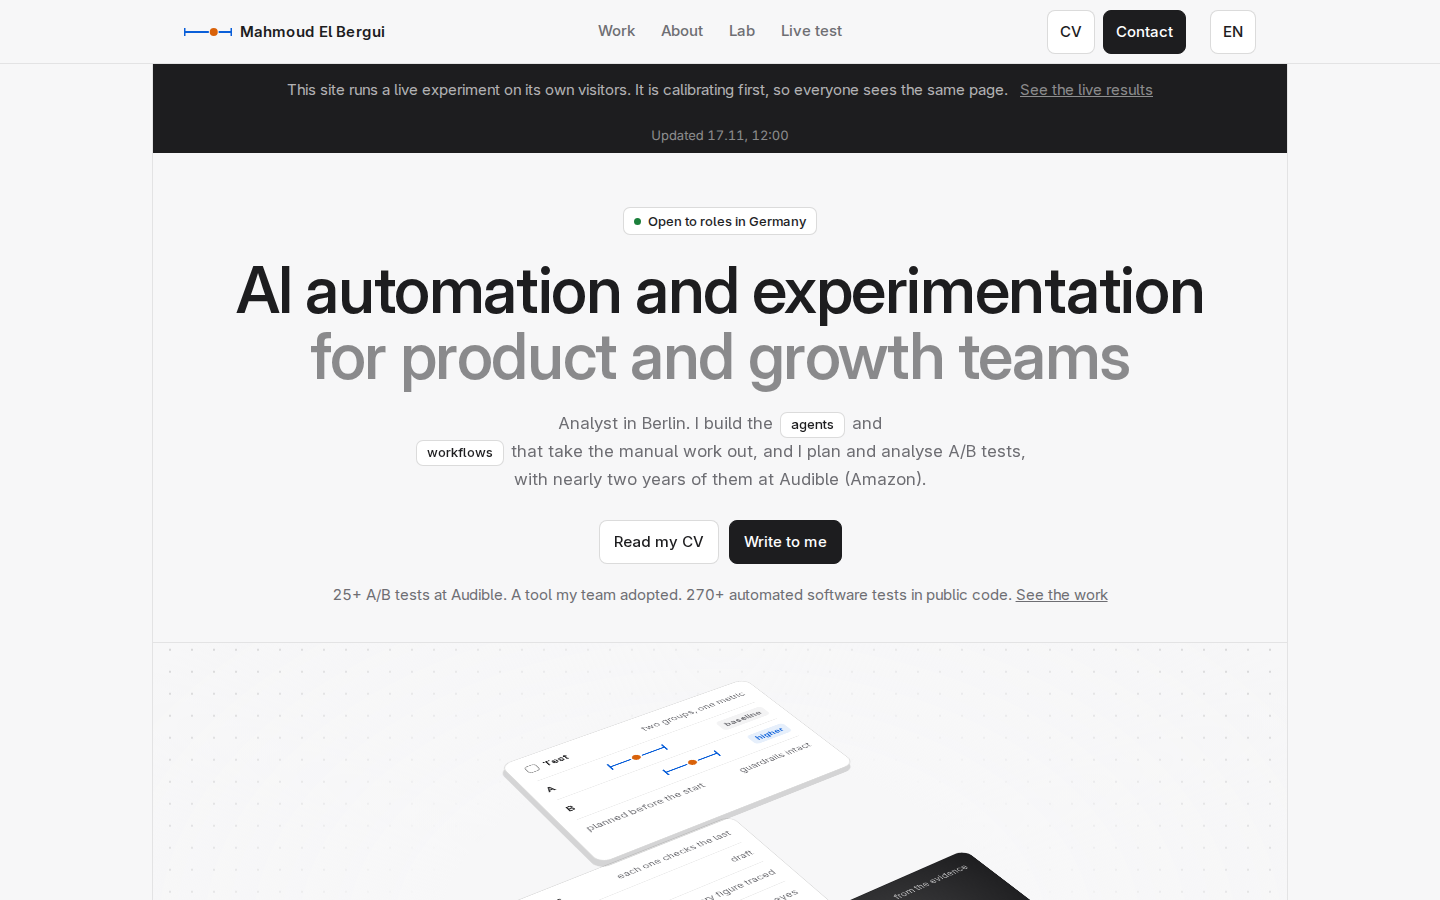 Mahmoud El Bergui
Work
About
Lab
Live test
CV
Contact
EN
This site runs a live experiment on its own visitors. It is calibrating first, so everyone sees the same page. See the live results
Updated 17.11, 12:00
Open to roles in Germany
AI automation and experimentation
for product and growth teams
Analyst in Berlin. I build the agents and
workflows that take the manual work out, and I plan and analyse A/B tests,
with nearly two years of them at Audible (Amazon).
Read my CV
Write to me
25+ A/B tests at Audible. A tool my team adopted. 270+ automated software tests in public code. See the work
Test
two groups, one metric
A
baseline
B
higher
planned before the start
guardrails intact
each one checks the last
draft
figure traced
from the evidence